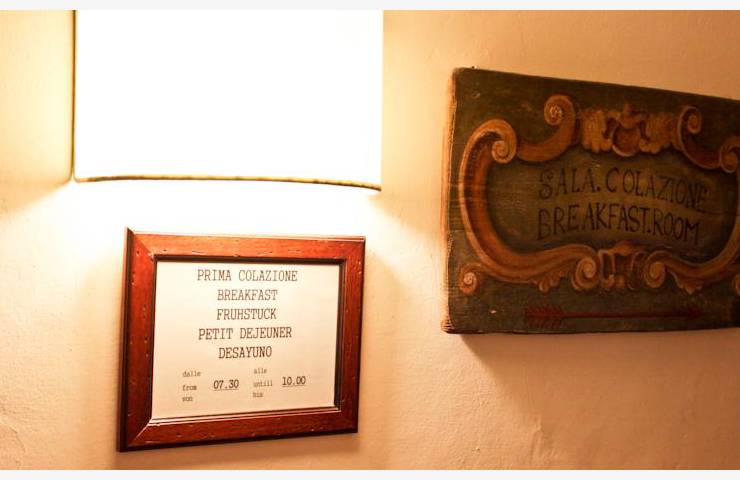 PRIMA COLAZIONE
BREAKFAST
FRUHSTUCK
PETIT DEJEUNER
DESAYUNO
dalle alle
from 07.30 untill 10.00
von bis
SALA.COLAZIONE
BREAKFAST.ROOM